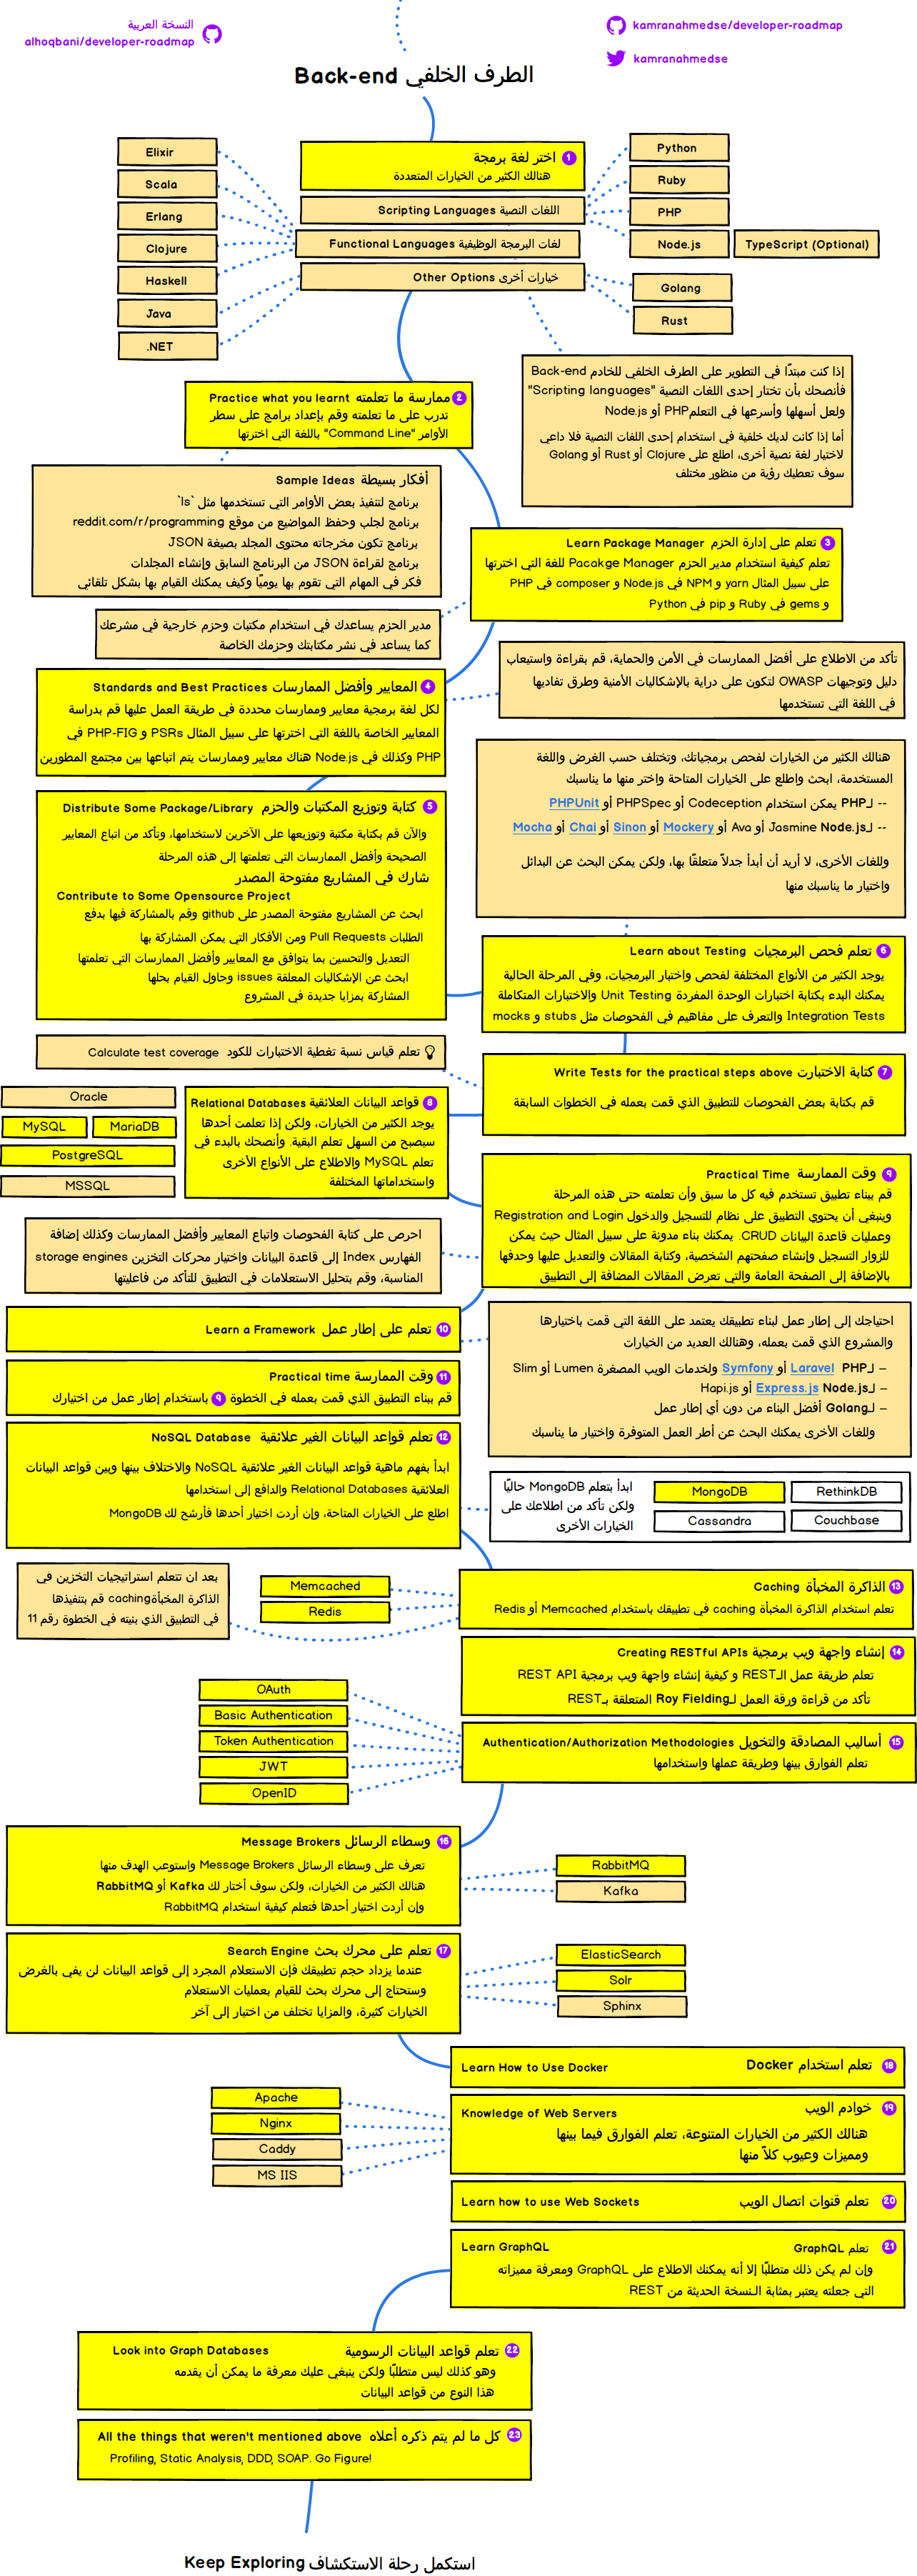 النسخة العربية
alhoqbani/developer-roadmap
kamranahmedse/developer-roadmap
kamranahmedse
الطرف الخلفي Back-end
1 اختر لغة برمجة
هنالك الكثير من الخيارات المتعددة
اللغات النصية Scripting Languages
لغات البرمجة الوظيفية Functional Languages
خيارات أخرى Other Options
Elixir
Scala
Erlang
Clojure
Haskell
Java
.NET
Python
Ruby
PHP
Node.js
TypeScript (Optional)
Golang
Rust
إذا كنت مبتدًا في التطوير على الطرف الخلفي للخادم Back-end
فأنصحك بأن تختار إحدى اللغات النصية "Scripting languages"
ولعل أسهلها وأسرعها في التعلمPHP أو Node.js
أما إذا كانت لديك خلفية في استخدام إحدى اللغات النصية فلا داعي
لاختيار لغة نصية أخرى، اطلع على Clojure أو Rust أو Golang
سوف تعطيك رؤية من منظور مختلف
2 ممارسة ما تعلمته Practice what you learnt
تدرب على ما تعلمته وقم بإعداد برامج على سطر
الأوامر "Command Line" باللغة التي اخترتها
أفكار بسيطة Sample Ideas
برنامج لتنفيذ بعض الأوامر التي تستخدمها مثل `ls`
برنامج لجلب وحفظ المواضيع من موقع reddit.com/r/programming
برنامج تكون مخرجاته محتوى المجلد بصيغة JSON
برنامج لقراءة JSON من البرنامج السابق وإنشاء المجلدات
فكر في المهام التي تقوم بها يوميًا وكيف يمكنك القيام بها بشكل تلقائي
3 تعلم على إدارة الحزم Learn Package Manager
تعلم كيفية استخدام مدير الحزم Pacakge Manager للغة التي اخترتها
على سبيل المثال yarn و NPM في Node.js و composer في PHP
و gems في Ruby و pip في Python
مدير الحزم يساعدك في استخدام مكتبات وحزم خارجية في مشرعك
كما يساعد في نشر مكتابتك وحزمك الخاصة
تأكد من الاطلاع على أفضل الممارسات في الأمن والحماية، قم بقراءة واستيعاب
دليل وتوجيهات OWASP لتكون على دراية بالإشكاليات الأمنية وطرق تفاديها
في اللغة التي تستخدمها
4 المعايير وأفضل الممارسات Standards and Best Practices
لكل لغة برمجية معايير وممارسات محددة في طريقة العمل عليها قم بدراسة
المعايير الخاصة باللغة التي اخترتها على سبيل المثال PSRs و PHP-FIG في
PHP وكذلك في Node.js هناك معايير وممارسات يتم اتباعها بين مجتمع المطورين
هنالك الكثير من الخيارات لفحص برمجياتك، وتختلف حسب الغرض واللغة
المستخدمة، ابحث واطلع على الخيارات المتاحة واختر منها ما يناسبك
-- لـPHP يمكن استخدام Codeception أو PHPSpec أو PHPUnit
-- لـNode.js Jasmine أو Ava أو Mockery أو Sinon أو Chai أو Mocha
وللغات الأخرى، لا أريد أن أبدأ جدلاً متعلقًا بها، ولكن يمكن البحث عن البدائل
واختيار ما يناسبك منها
5 كتابة وتوزيع المكتبات والحزم Distribute Some Package/Library
والآن قم بكتابة مكتبة وتوزيعها على الآخرين لاستخدامها، وتأكد من اتباع المعايير
الصحيحة وأفضل الممارسات التي تعلمتها إلى هذه المرحلة
شارك في المشاريع مفتوحة المصدر
Contribute to Some Opensource Project
ابحث عن المشاريع مفتوحة المصدر على github وقم بالمشاركة فيها بدفع
الطلبات Pull Requests ومن الأفكار التي يمكن المشاركة بها
التعديل والتحسين بما يتوافق مع المعايير وأفضل الممارسات التي تعلمتها
ابحث عن الإشكاليات المعلقة issues وحاول القيام بحلها
المشاركة بمزايا جديدة في المشروع
6 تعلم فحص البرمجيات Learn about Testing
يوجد الكثير من الأنواع المختلفة لفحص واختبار البرمجيات، وفي المرحلة الحالية
يمكنك البدء بكتابة اختبارات الوحدة المفردة Unit Testing والاختبارات المتكاملة
Integration Tests والتعرف على مفاهيم في الفحوصات مثل stubs و mocks
تعلم قياس نسبة تغطية الاختبارات للكود Calculate test coverage
7 كتابة الاختبارت Write Tests for the practical steps above
قم بكتابة بعض الفحوصات للتطبيق الذي قمت بعمله في الخطوات السابقة
Oracle
MySQL
MariaDB
PostgreSQL
MSSQL
8 قواعد البيانات العلائقية Relational Databases
يوجد الكثير من الخيارات، ولكن إذا تعلمت أحدها
سيصبح من السهل تعلم البقية. وأنصحك بالبدء في
تعلم MySQL والاطلاع على الأنواع الأخرى
واستخداماتها المختلفة
9 وقت الممارسة Practical Time
قم ببناء تطبيق تستخدم فيه كل ما سبق وأن تعلمته حتى هذه المرحلة
وينبغي أن يحتوي التطبيق على نظام للتسجيل والدخول Registration and Login
وعمليات قاعدة البيانات CRUD. يمكنك بناء مدونة على سبيل المثال حيث يمكن
للزوار التسجيل وإنشاء صفحتهم الشخصية، وكتابة المقالات والتعديل عليها وحدفها
بالإضافة إلى الصفحة العامة والتي تعرض المقالات المضافة إلى التطبيق
احرص على كتابة الفحوصات واتباع المعايير وأفضل الممارسات وكذلك إضافة
الفهارس Index إلى قاعدة البيانات واختيار محركات التخزين storage engines
المناسبة، وقم بتحليل الاستعلامات في التطبيق للتأكد من فاعليتها
10 تعلم على إطار عمل Learn a Framework
احتياجك إلى إطار عمل لبناء تطبيقك يعتمد على اللغة التي قمت باختيارها
والمشروع الذي قمت بعمله، وهنالك العديد من الخيارات
– لـPHP Laravel أو Symfony ولخدمات الويب المصغرة Lumen أو Slim
– لـNode.js Express.js أو Hapi.js
– لـGolang أفضل البناء من دون أي إطار عمل
وللغات الأخرى يمكنك البحث عن أطر العمل المتوفرة واختيار ما يناسبك
11 وقت الممارسة Practical time
قم ببناء التطبيق الذي قمت بعمله في الخطوة 9 باستخدام إطار عمل من اختيارك
12 تعلم قواعد البيانات الغير علائقية NoSQL Database
ابدأ بفهم ماهية قواعد البيانات الغير علائقية NoSQL والاختلاف بينها وبين قواعد البيانات
العلائقية Relational Databases والدافع إلى استخدامها
اطلع على الخيارات المتاحة، وإن أردت اختيار أحدها فأرشح لك MongoDB
ابدأ بتعلم MongoDB حاليًا
ولكن تأكد من اطلاعك على
الخيارات الأخرى
MongoDB
RethinkDB
Cassandra
Couchbase
بعد ان تتعلم استراتيجيات التخزين في
الذاكرة المخبأةcaching قم بتنفيذها
في التطبيق الذي بنيته في الخطوة رقم 11
Memcached
Redis
13 الذاكرة المخبأة Caching
تعلم استخدام الذاكرة المخبأة caching في تطبيقك باستخدام Memcached أو Redis
14 إنشاء واجهة ويب برمجية Creating RESTful APIs
تعلم طريقة عمل الـREST و كيفية إنشاء واجهة ويب برمجية REST API
تأكد من قراءة ورقة العمل لـRoy Fielding المتعلقة بـREST
OAuth
Basic Authentication
Token Authentication
JWT
OpenID
15 أساليب المصادقة والتخويل Authentication/Authorization Methodologies
تعلم الفوارق بينها وطريقة عملها واستخدامها
16 وسطاء الرسائل Message Brokers
تعرف على وسطاء الرسائل Message Brokers واستوعب الهدف منها
هنالك الكثير من الخيارات، ولكن سوف أختار لك Kafka أو RabbitMQ
وإن أردت اختيار أحدها فتعلم كيفية استخدام RabbitMQ
RabbitMQ
Kafka
17 تعلم على محرك بحث Search Engine
عندما يزداد حجم تطبيقك فإن الاستعلام المجرد إلى قواعد البيانات لن يفي بالغرض
وستحتاج إلى محرك بحث للقيام بعمليات الاستعلام
الخيارات كثيرة، والمزايا تختلف من اختيار إلى آخر
ElasticSearch
Solr
Sphinx
18 تعلم استخدام Docker Learn How to Use Docker
Apache
Nginx
Caddy
MS IIS
19 خوادم الويب Knowledge of Web Servers
هنالك الكثير من الخيارات المتنوعة، تعلم الفوارق فيما بينها
ومميزات وعيوب كلاً منها
20 تعلم قنوات اتصال الويب Learn how to use Web Sockets
21 تعلم GraphQL Learn GraphQL
وإن لم يكن ذلك متطلبًا إلا أنه يمكنك الاطلاع على GraphQL ومعرفة مميزاته
التي جعلته يعتبر بمثابة الـنسخة الحديثة من REST
22 تعلم قواعد البيانات الرسومية Look into Graph Databases
وهو كذلك ليس متطلبًا ولكن ينبغي عليك معرفة ما يمكن أن يقدمه
هذا النوع من قواعد البيانات
23 كل ما لم يتم ذكره أعلاه All the things that weren't mentioned above
Profiling, Static Analysis, DDD, SOAP. Go Figure!
استكمل رحلة الاستكشاف Keep Exploring